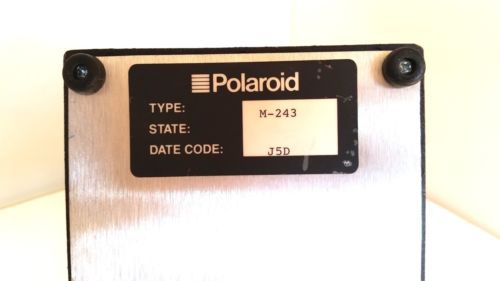 Polaroid
TYPE: M-243
STATE:
DATE CODE: J5D